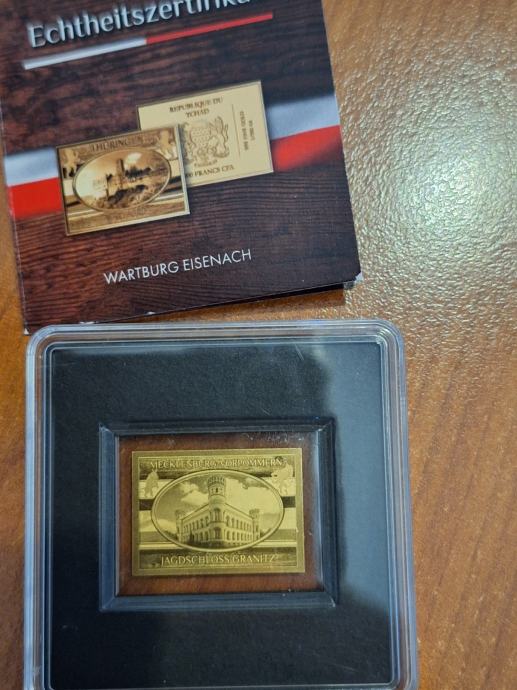 Echtheitszertifika
THÜRINGEN
REPUBLIQUE DU
TCHAD
FRANCS CFA
WARTBURG EISENACH
MECKLENBURG-VORPOMMERN
JAGDSCHLOSS GRANITZ